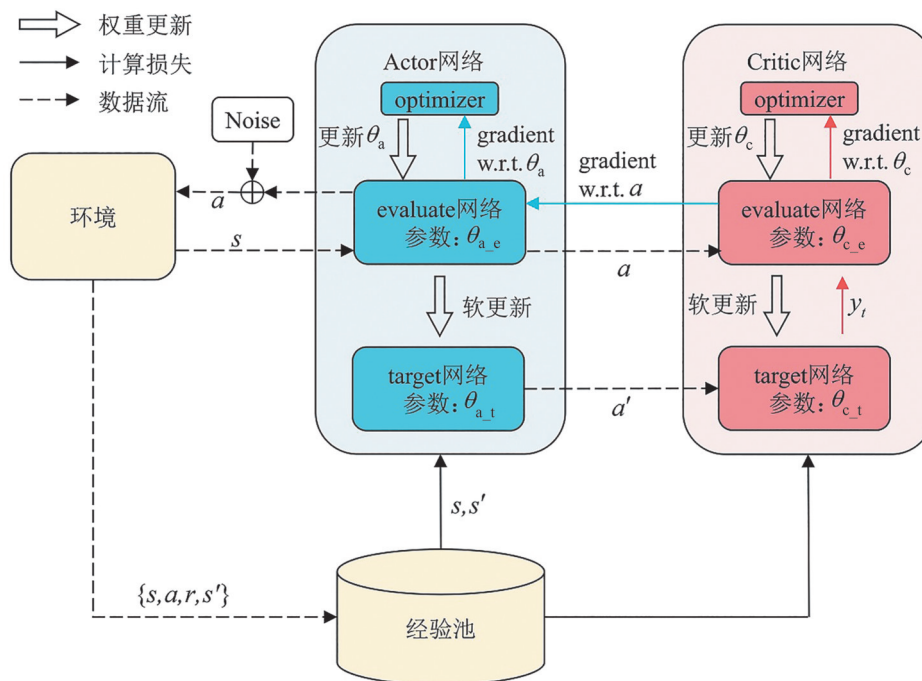 权重更新
计算损失
数据流
Noise
环境
a
s
Actor网络
optimizer
更新θa
gradient
w.r.t. θa
evaluate网络
参数：θa_e
软更新
target网络
参数：θa_t
gradient
w.r.t. a
a
a′
Critic网络
optimizer
更新θc
gradient
w.r.t. θc
evaluate网络
参数：θc_e
软更新
yt
target网络
参数：θc_t
s,s′
{s,a,r,s′}
经验池